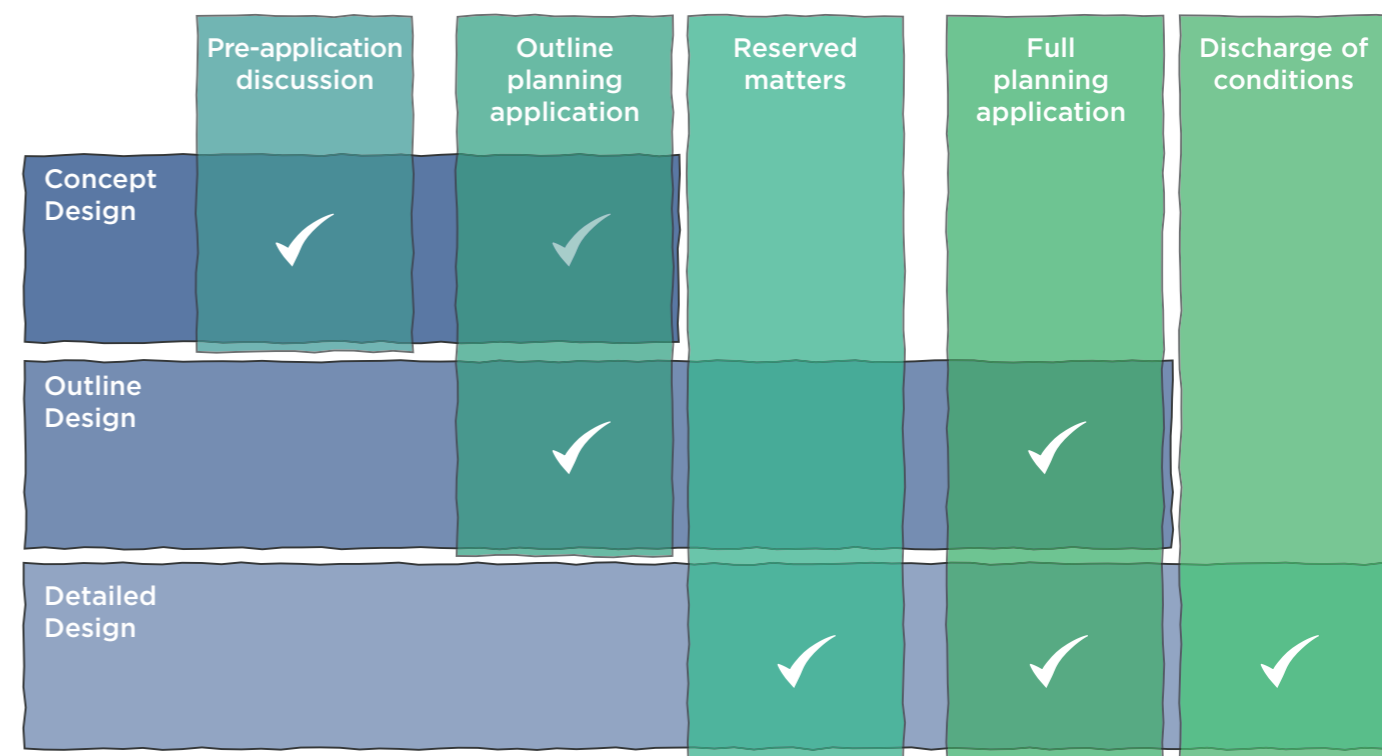 Pre-application
discussion
Outline
planning
application
Reserved
matters
Full
planning
application
Discharge of
conditions
Concept
Design
Outline
Design
Detailed
Design